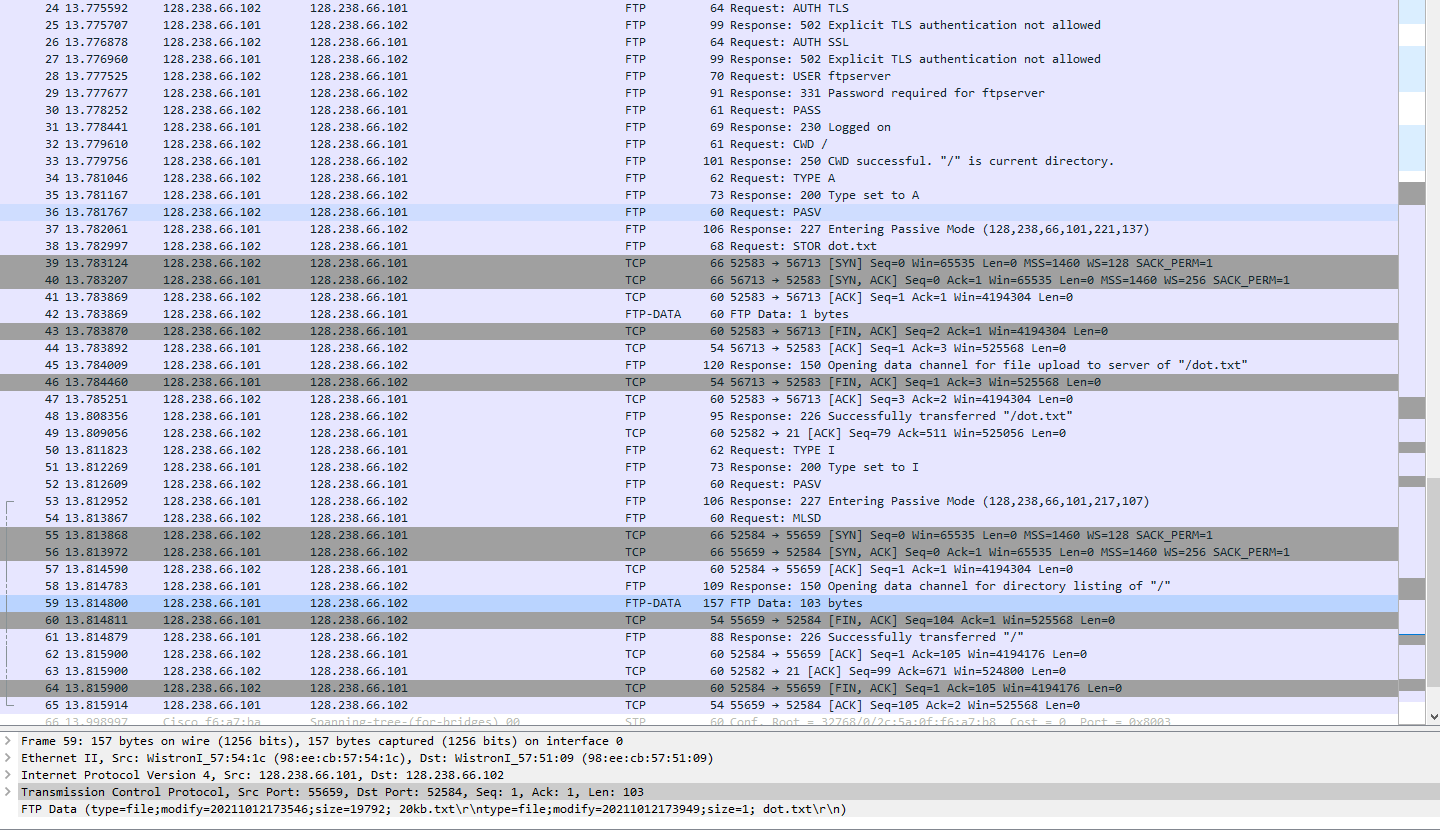 24 13.775592 128.238.66.102 128.238.66.101 FTP 64 Request: AUTH TLS
25 13.775707 128.238.66.101 128.238.66.102 FTP 99 Response: 502 Explicit TLS authentication not allowed
26 13.776878 128.238.66.102 128.238.66.101 FTP 64 Request: AUTH SSL
27 13.776960 128.238.66.101 128.238.66.102 FTP 99 Response: 502 Explicit TLS authentication not allowed
28 13.777525 128.238.66.102 128.238.66.101 FTP 70 Request: USER ftpserver
29 13.777677 128.238.66.101 128.238.66.102 FTP 91 Response: 331 Password required for ftpserver
30 13.778252 128.238.66.102 128.238.66.101 FTP 61 Request: PASS
31 13.778441 128.238.66.101 128.238.66.102 FTP 69 Response: 230 Logged on
32 13.779610 128.238.66.102 128.238.66.101 FTP 61 Request: CWD /
33 13.779756 128.238.66.101 128.238.66.102 FTP 101 Response: 250 CWD successful. "/" is current directory.
34 13.781046 128.238.66.102 128.238.66.101 FTP 62 Request: TYPE A
35 13.781167 128.238.66.101 128.238.66.102 FTP 73 Response: 200 Type set to A
36 13.781767 128.238.66.102 128.238.66.101 FTP 60 Request: PASV
37 13.782061 128.238.66.101 128.238.66.102 FTP 106 Response: 227 Entering Passive Mode (128,238,66,101,221,137)
38 13.782997 128.238.66.102 128.238.66.101 FTP 68 Request: STOR dot.txt
39 13.783124 128.238.66.102 128.238.66.101 TCP 66 52583 → 56713 [SYN] Seq=0 Win=65535 Len=0 MSS=1460 WS=128 SACK_PERM=1
40 13.783207 128.238.66.101 128.238.66.102 TCP 66 56713 → 52583 [SYN, ACK] Seq=0 Ack=1 Win=65535 Len=0 MSS=1460 WS=256 SACK_PERM=1
41 13.783869 128.238.66.102 128.238.66.101 TCP 60 52583 → 56713 [ACK] Seq=1 Ack=1 Win=4194304 Len=0
42 13.783869 128.238.66.102 128.238.66.101 FTP-DATA 60 FTP Data: 1 bytes
43 13.783870 128.238.66.102 128.238.66.101 TCP 60 52583 → 56713 [FIN, ACK] Seq=2 Ack=1 Win=4194304 Len=0
44 13.783892 128.238.66.101 128.238.66.102 TCP 54 56713 → 52583 [ACK] Seq=1 Ack=3 Win=525568 Len=0
45 13.784009 128.238.66.101 128.238.66.102 FTP 120 Response: 150 Opening data channel for file upload to server of "/dot.txt"
46 13.784460 128.238.66.101 128.238.66.102 TCP 54 56713 → 52583 [FIN, ACK] Seq=1 Ack=3 Win=525568 Len=0
47 13.785251 128.238.66.102 128.238.66.101 TCP 60 52583 → 56713 [ACK] Seq=3 Ack=2 Win=4194304 Len=0
48 13.808356 128.238.66.101 128.238.66.102 FTP 95 Response: 226 Successfully transferred "/dot.txt"
49 13.809056 128.238.66.102 128.238.66.101 TCP 60 52582 → 21 [ACK] Seq=79 Ack=511 Win=525056 Len=0
50 13.811823 128.238.66.102 128.238.66.101 FTP 62 Request: TYPE I
51 13.812269 128.238.66.101 128.238.66.102 FTP 73 Response: 200 Type set to I
52 13.812609 128.238.66.102 128.238.66.101 FTP 60 Request: PASV
53 13.812952 128.238.66.101 128.238.66.102 FTP 106 Response: 227 Entering Passive Mode (128,238,66,101,217,107)
54 13.813867 128.238.66.102 128.238.66.101 FTP 60 Request: MLSD
55 13.813868 128.238.66.102 128.238.66.101 TCP 66 52584 → 55659 [SYN] Seq=0 Win=65535 Len=0 MSS=1460 WS=128 SACK_PERM=1
56 13.813972 128.238.66.101 128.238.66.102 TCP 66 55659 → 52584 [SYN, ACK] Seq=0 Ack=1 Win=65535 Len=0 MSS=1460 WS=256 SACK_PERM=1
57 13.814590 128.238.66.102 128.238.66.101 TCP 60 52584 → 55659 [ACK] Seq=1 Ack=1 Win=4194304 Len=0
58 13.814783 128.238.66.101 128.238.66.102 FTP 109 Response: 150 Opening data channel for directory listing of "/"
59 13.814800 128.238.66.101 128.238.66.102 FTP-DATA 157 FTP Data: 103 bytes
60 13.814811 128.238.66.101 128.238.66.102 TCP 54 55659 → 52584 [FIN, ACK] Seq=104 Ack=1 Win=525568 Len=0
61 13.814879 128.238.66.101 128.238.66.102 FTP 88 Response: 226 Successfully transferred "/"
62 13.815900 128.238.66.102 128.238.66.101 TCP 60 52584 → 55659 [ACK] Seq=1 Ack=105 Win=4194176 Len=0
63 13.815900 128.238.66.102 128.238.66.101 TCP 60 52582 → 21 [ACK] Seq=99 Ack=671 Win=524800 Len=0
64 13.815900 128.238.66.102 128.238.66.101 TCP 60 52584 → 55659 [FIN, ACK] Seq=1 Ack=105 Win=4194176 Len=0
65 13.815914 128.238.66.101 128.238.66.102 TCP 54 55659 → 52584 [ACK] Seq=105 Ack=2 Win=525568 Len=0
66 13.998997 Cisco_f6:a7:ba Spanning-tree-(for-bridges)_00 STP 60 Conf. Root = 32768/0/2c:5a:0f:f6:a7:b8 Cost = 0 Port = 0x8003
Frame 59: 157 bytes on wire (1256 bits), 157 bytes captured (1256 bits) on interface 0
Ethernet II, Src: WistronI_57:54:1c (98:ee:cb:57:54:1c), Dst: WistronI_57:51:09 (98:ee:cb:57:51:09)
Internet Protocol Version 4, Src: 128.238.66.101, Dst: 128.238.66.102
Transmission Control Protocol, Src Port: 55659, Dst Port: 52584, Seq: 1, Ack: 1, Len: 103
FTP Data (type=file;modify=20211012173546;size=19792; 20kb.txt\r\ntype=file;modify=20211012173949;size=1; dot.txt\r\n)